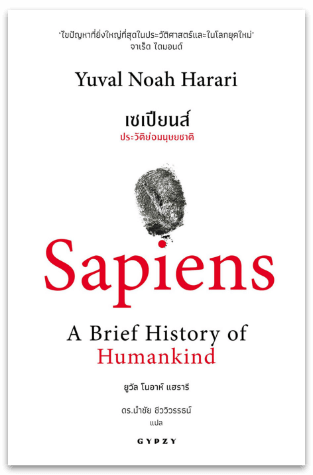 'ไขปัญหาที่ยิ่งใหญ่ที่สุดในประวัติศาสตร์และในโลกยุคใหม่'
จาเร็ด ไดมอนด์
Yuval Noah Harari
เซเปียนส์
ประวัติย่อมนุษยชาติ
Sapiens
A Brief History of
Humankind
ยูวัล โนอาห์ แฮรารี
ดร.นำชัย ชีววิวรรธน์
แปล
GYPZY